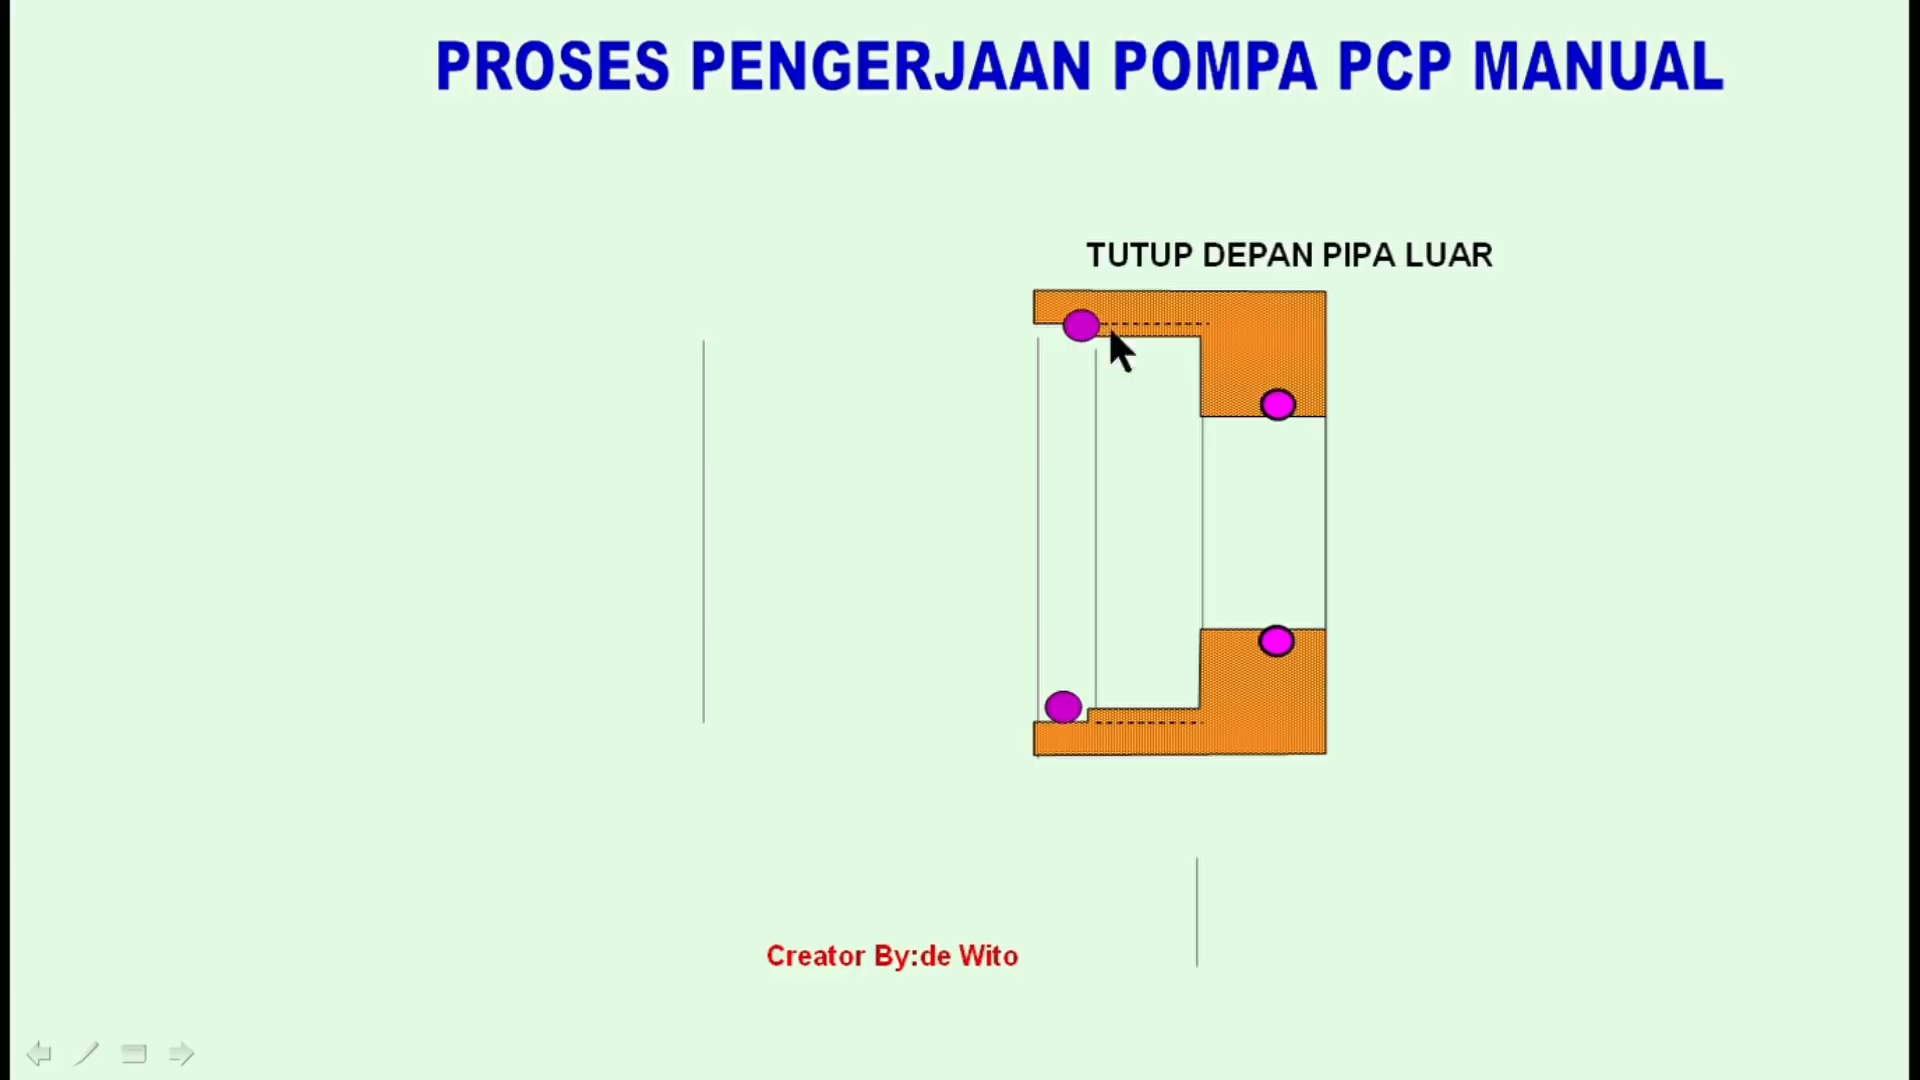 PROSES PENGERJAAN POMPA PCP MANUAL
TUTUP DEPAN PIPA LUAR
Creator By:de Wito